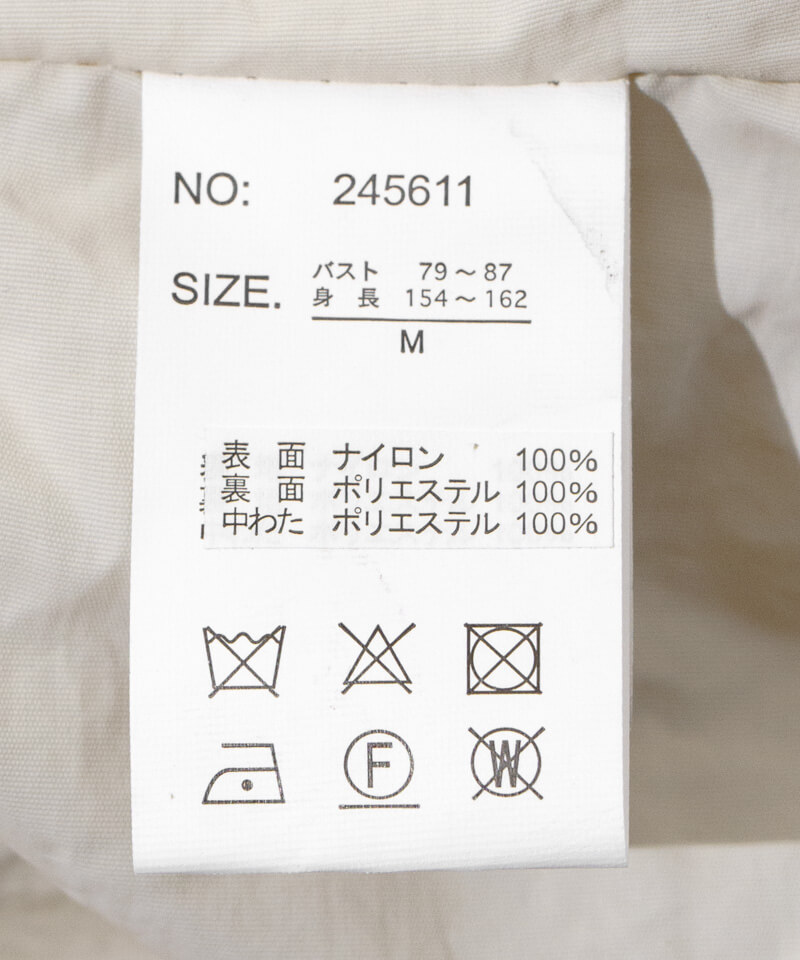 NO: 245611
SIZE. バスト 79～87
身長 154～162
M
表面 ナイロン 100%
裏面 ポリエステル 100%
中わた ポリエステル 100%
F W